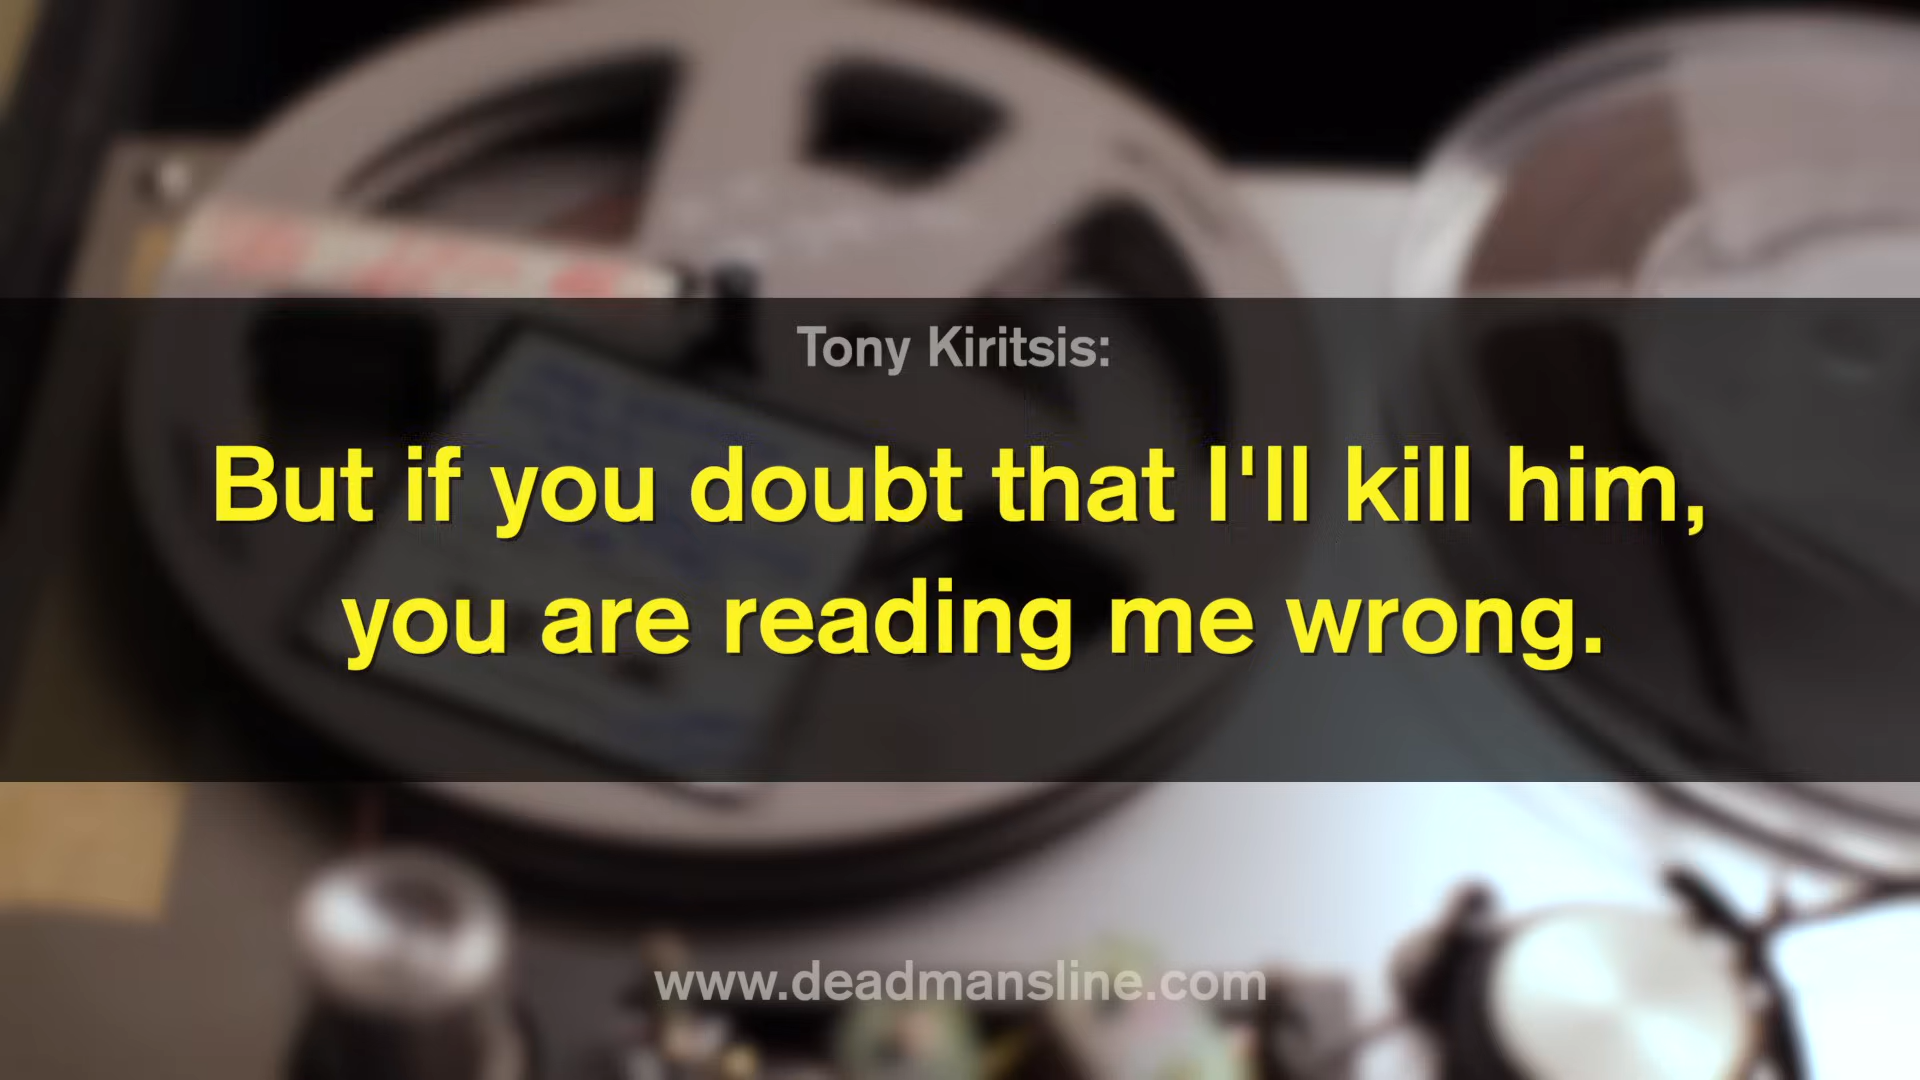 Tony Kiritsis:
But if you doubt that I'll kill him,
you are reading me wrong.
www.deadmansline.com